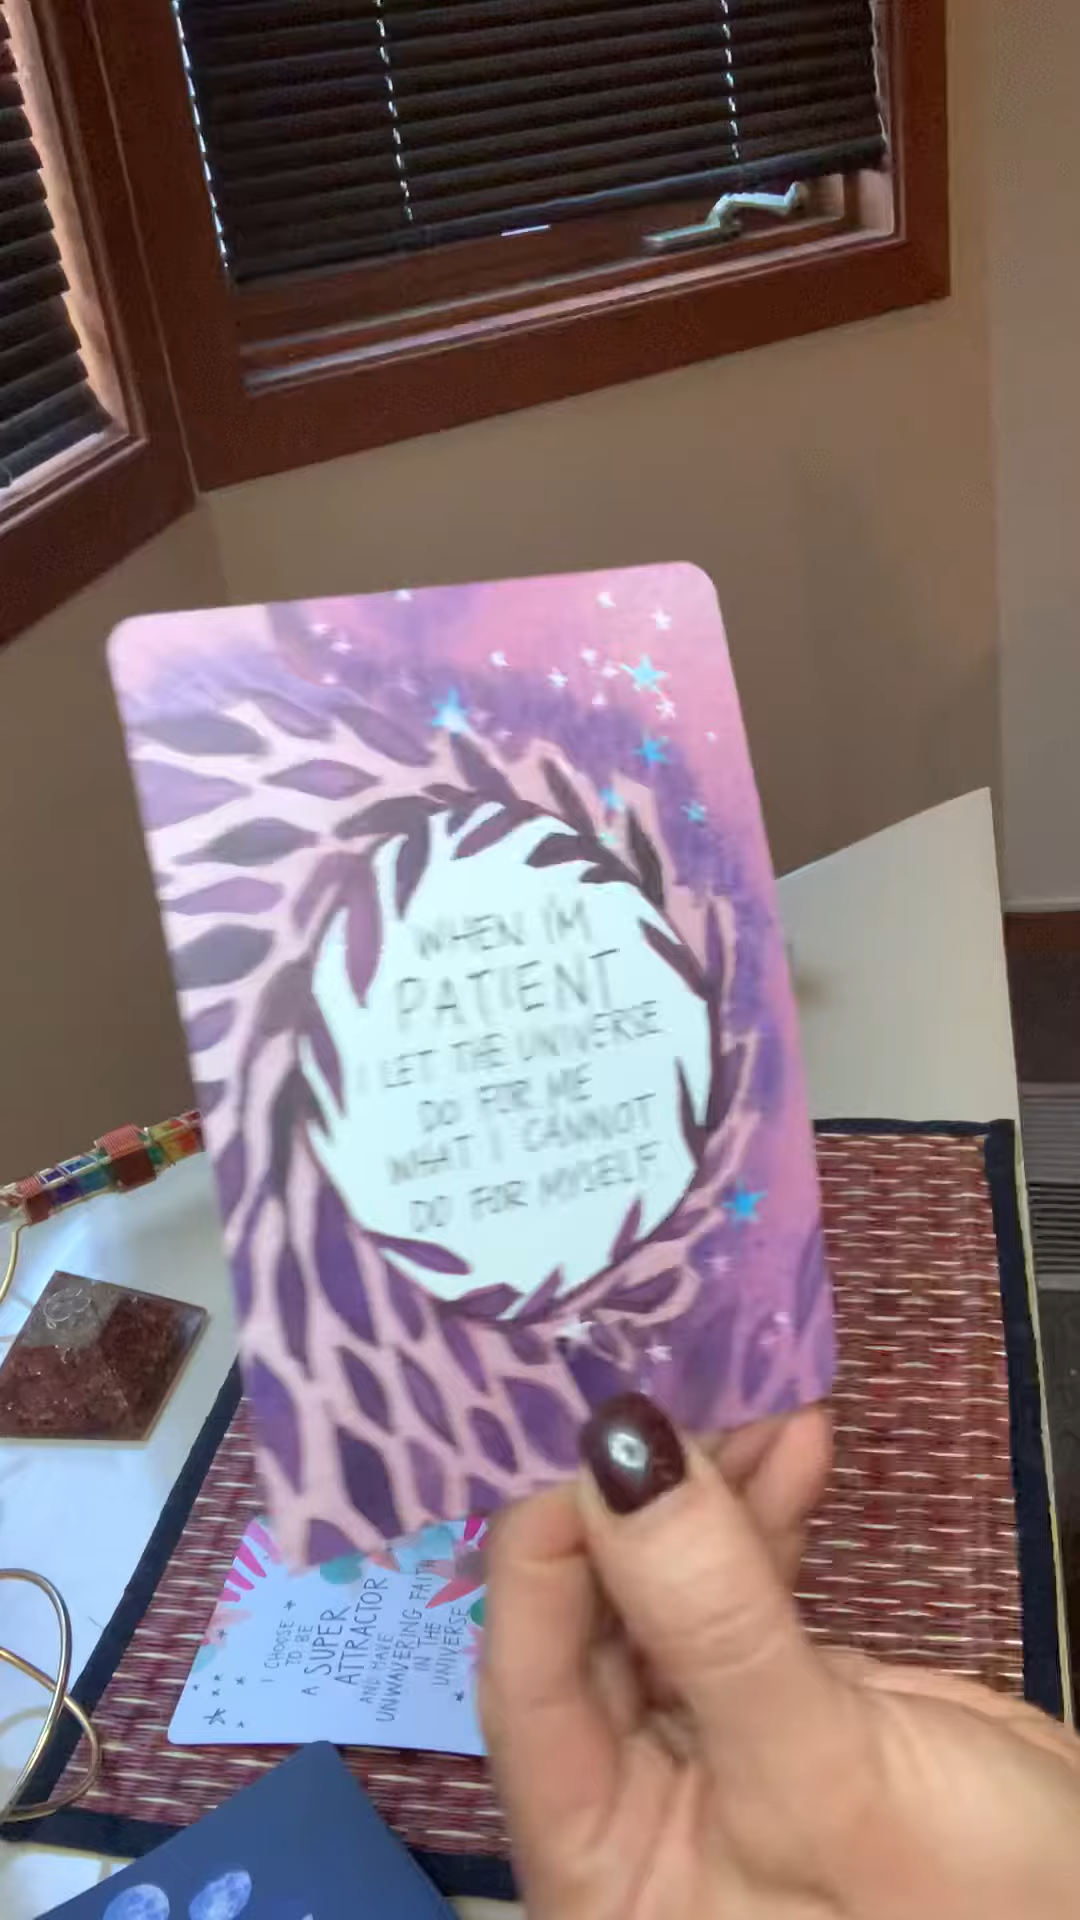 WHEN I'M
PATIENT
I LET THE UNIVERSE
DO FOR ME
WHAT I CANNOT
DO FOR MYSELF.
I CHOOSE
TO BE
A SUPER
ATTRACTOR
AND MAKE
UNWAVERING FAITH
IN THE
UNIVERSE